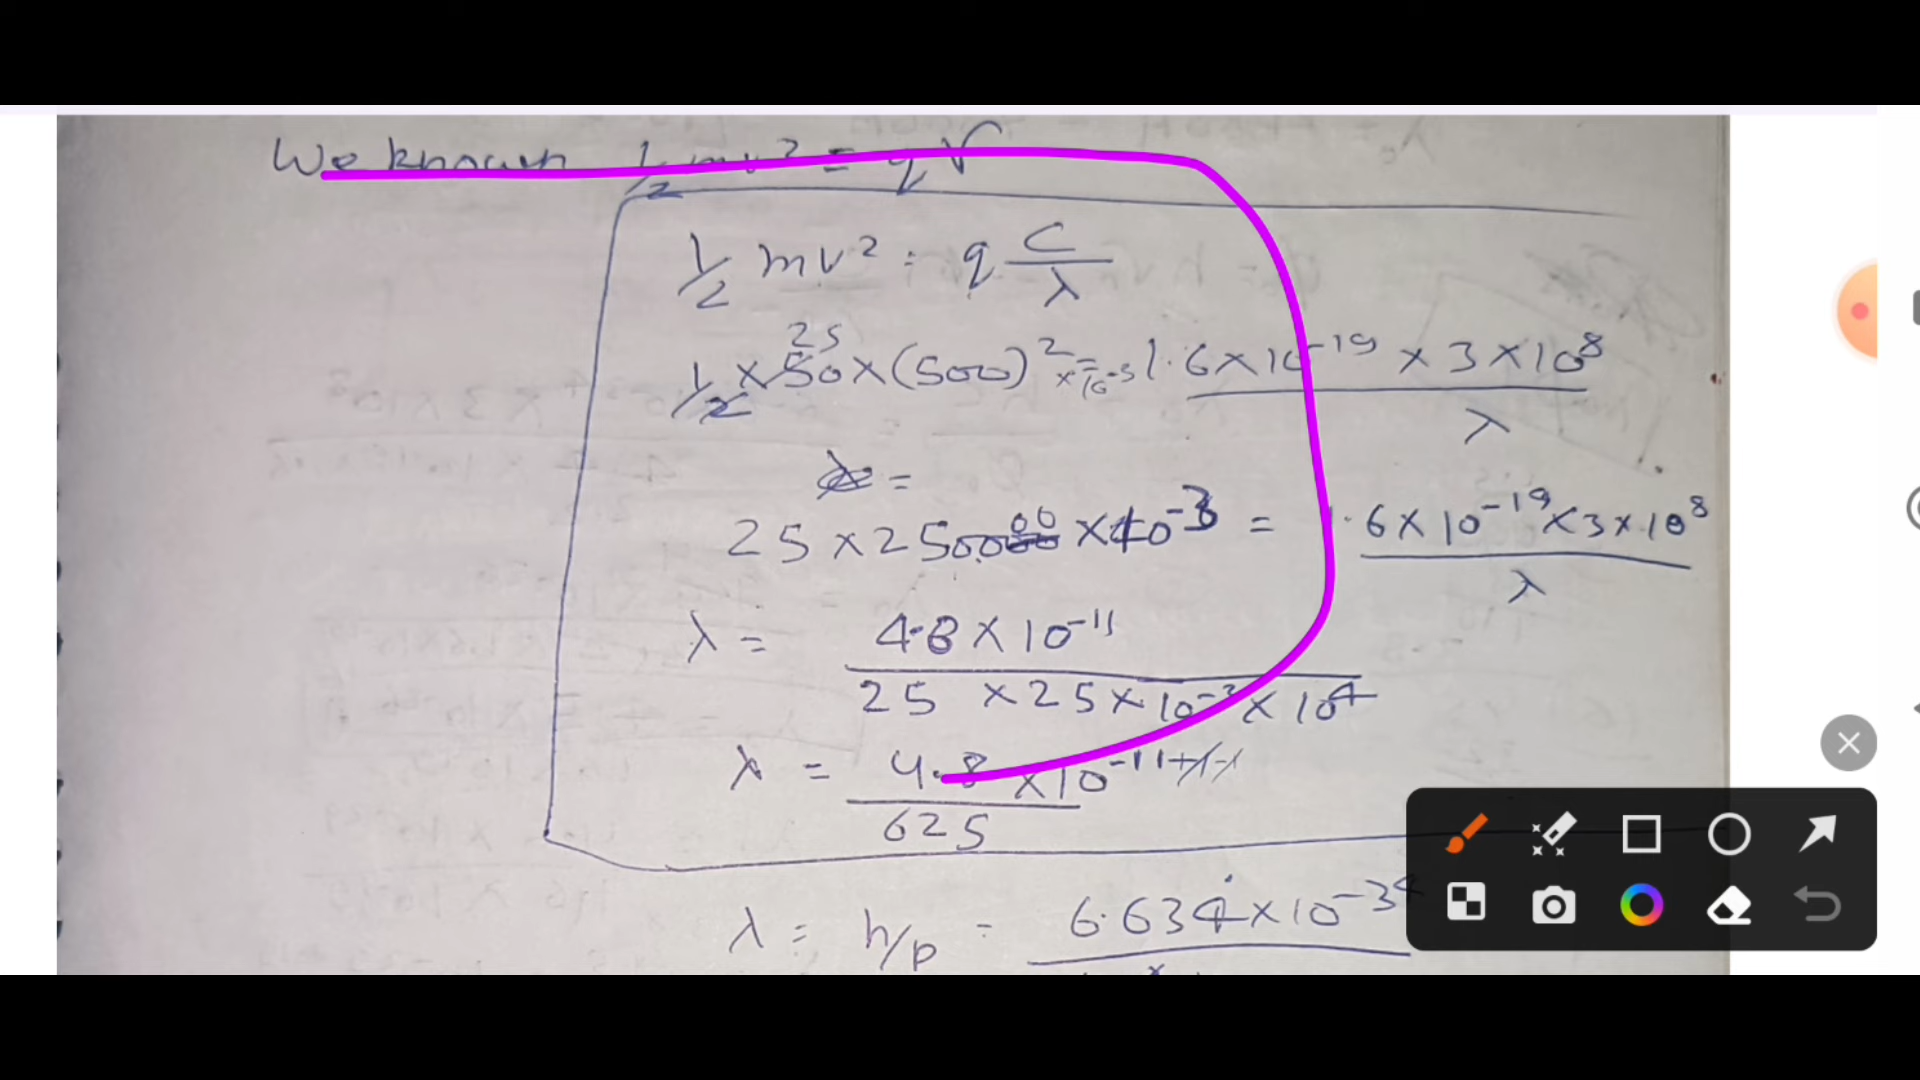 We known 1/2 mv² = qV
1/2 mv² = q C/λ
25
1/2 × 50 × (500)² × 10⁻³ = 1.6 × 10⁻¹⁹ × 3 × 10⁸ / λ
=
25 × 250000 × 10⁻³ = 1.6 × 10⁻¹⁹ × 3 × 10⁸ / λ
λ = 4.8 × 10⁻¹¹ / 25 × 25 × 10⁻³ × 10⁴
λ = 4.8 × 10⁻¹¹ / 625
λ = h/p = 6.634 × 10⁻³⁴